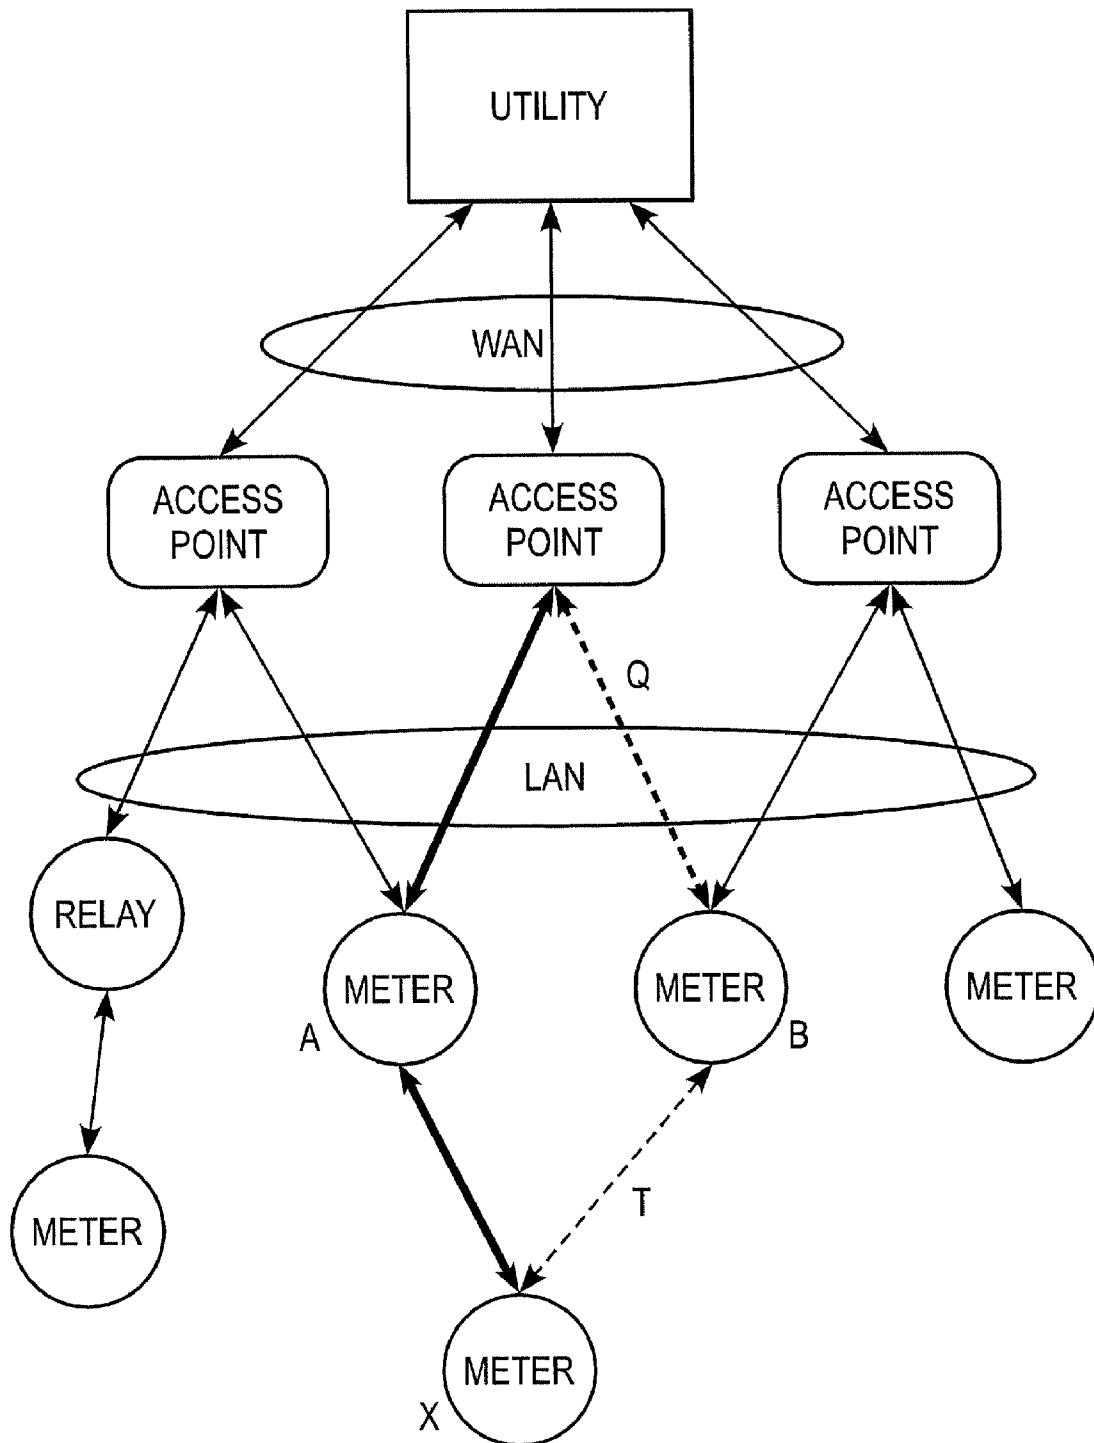 UTILITY
WAN
ACCESS
POINT
ACCESS
POINT
ACCESS
POINT
Q
LAN
RELAY
METER
A
METER
B
METER
METER
T
METER
X